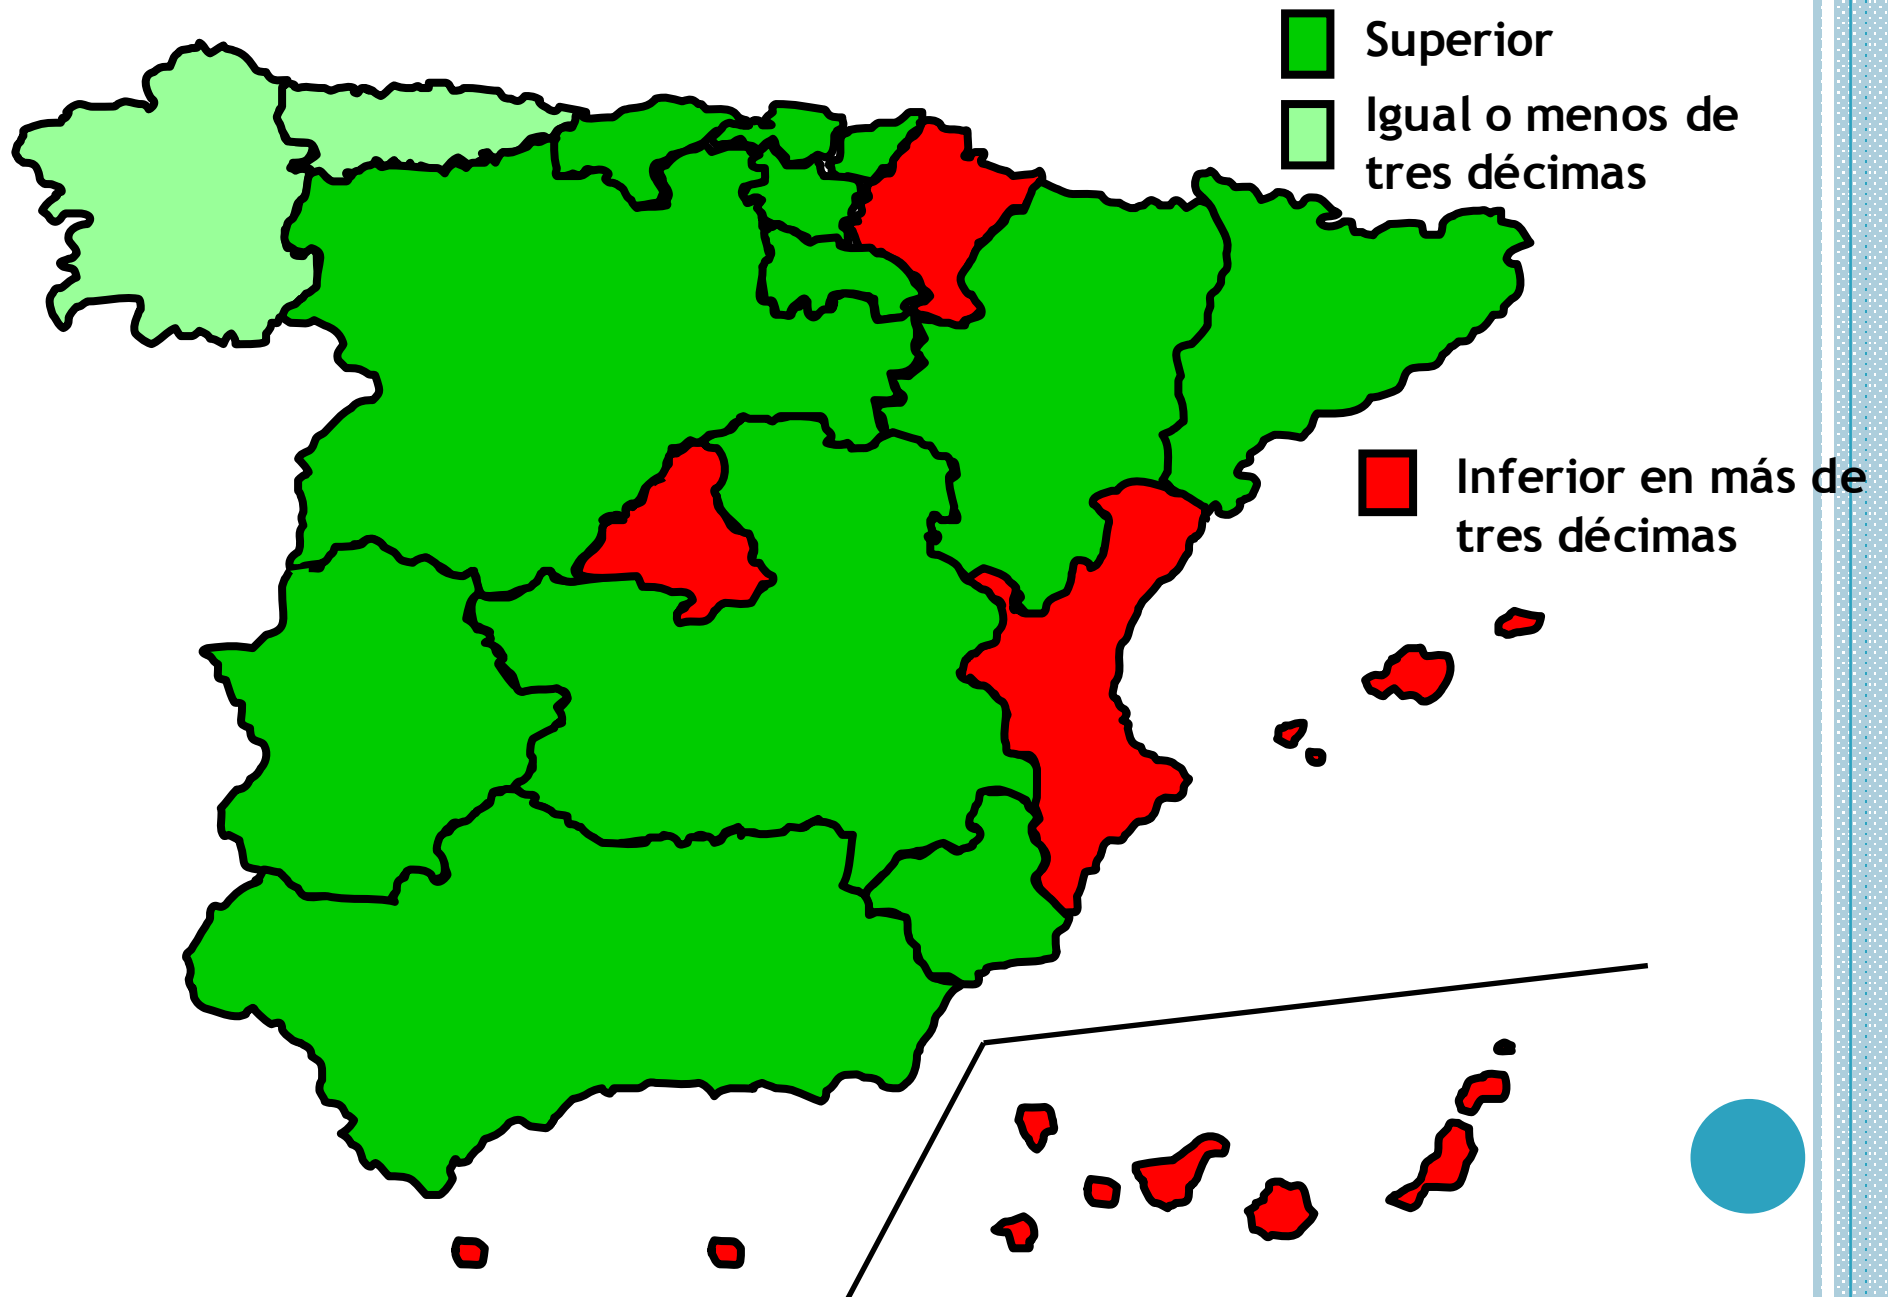 Superior
Igual o menos de
tres décimas
Inferior en más de
tres décimas